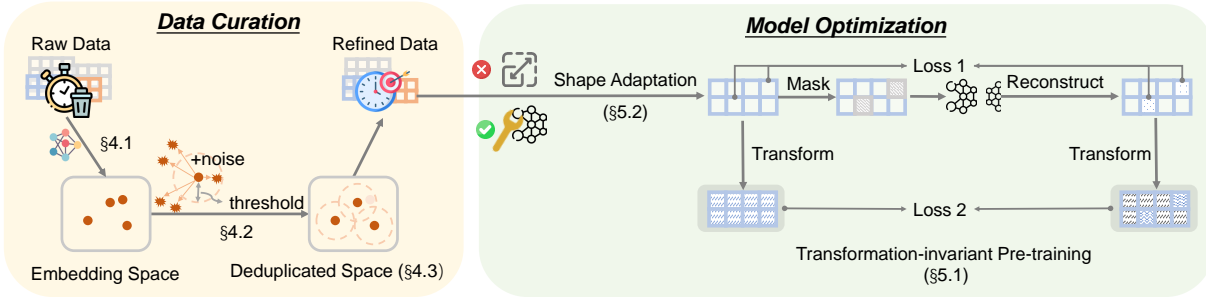 Data Curation
Raw Data
Refined Data
§4.1
+noise
threshold
§4.2
Embedding Space
Deduplicated Space (§4.3)
Model Optimization
Shape Adaptation
(§5.2)
Mask
Loss 1
Reconstruct
Transform
Transform
Loss 2
Transformation-invariant Pre-training
(§5.1)